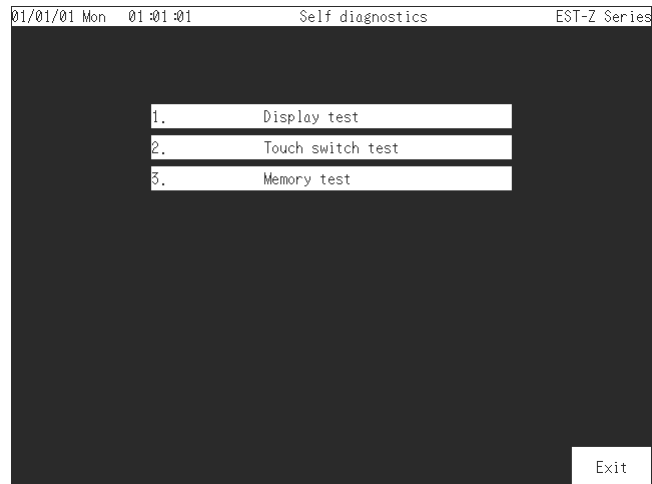 01/01/01 Mon 01:01:01 Self diagnostics EST-Z Series
1. Display test
2. Touch switch test
3. Memory test
Exit